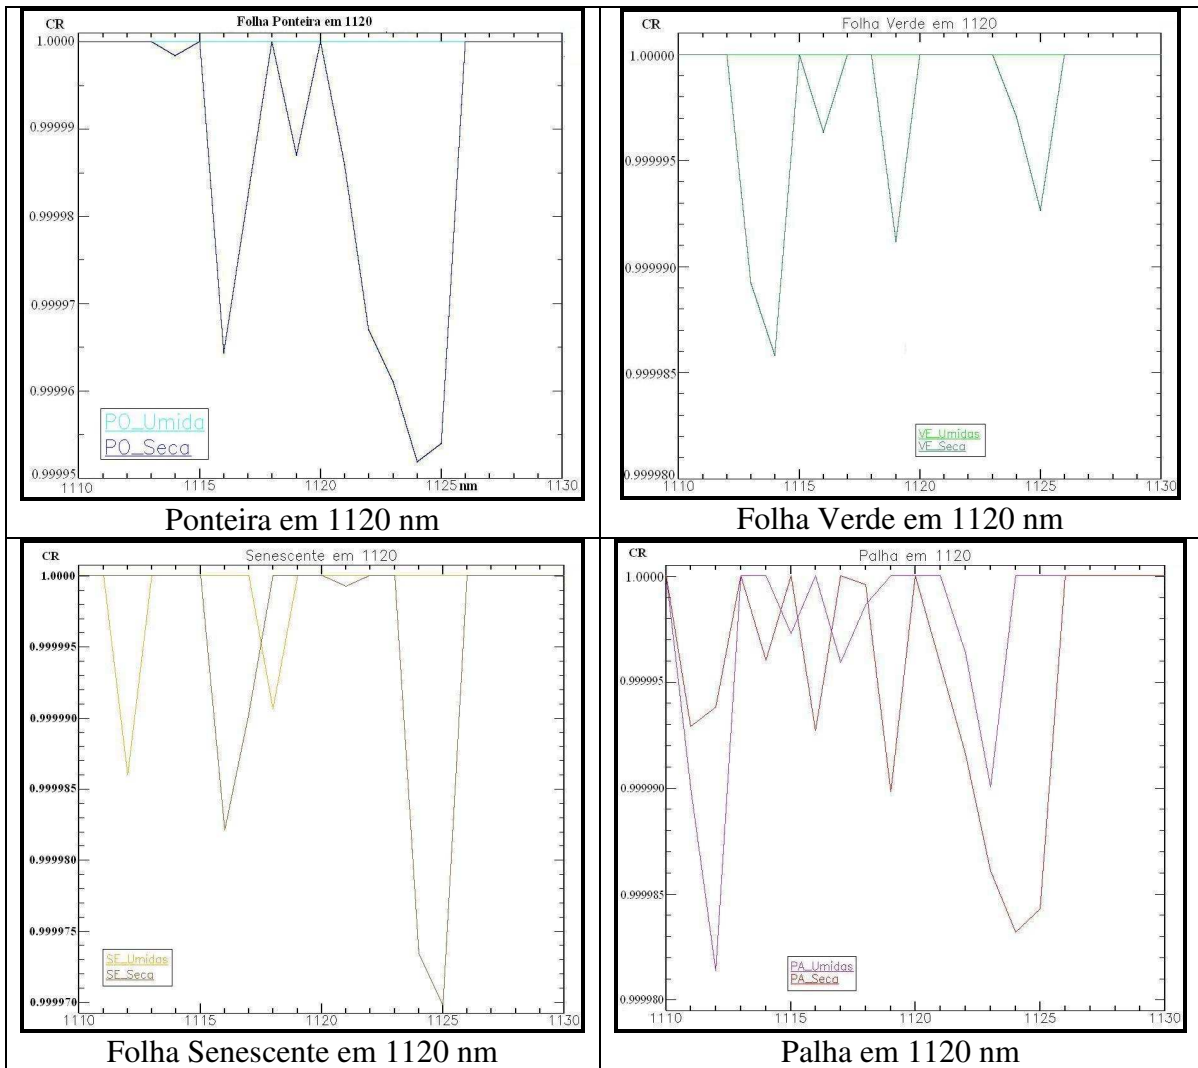 CR
Folha Ponteira em 1120
1.0000
0.99999
0.99998
0.99997
0.99996
0.99995
PO_Umida
PO_Seca
1110 1115 1120 1125 nm 1130
Ponteira em 1120 nm
CR
Folha Verde em 1120
1.00000
0.999995
0.999990
0.999985
0.999980
VE_Umidas
VE_Seca
1110 1115 1120 1125 1130
Folha Verde em 1120 nm
CR
Senescente em 1120
1.0000
0.999995
0.999990
0.999985
0.999980
0.999975
0.999970
SE_Umidas
SE_Seca
1110 1115 1120 1125 1130
Folha Senescente em 1120 nm
CR
Palha em 1120
1.0000
0.999995
0.999990
0.999985
0.999980
PA_Umidas
PA_Seca
1110 1115 1120 1125 1130
Palha em 1120 nm